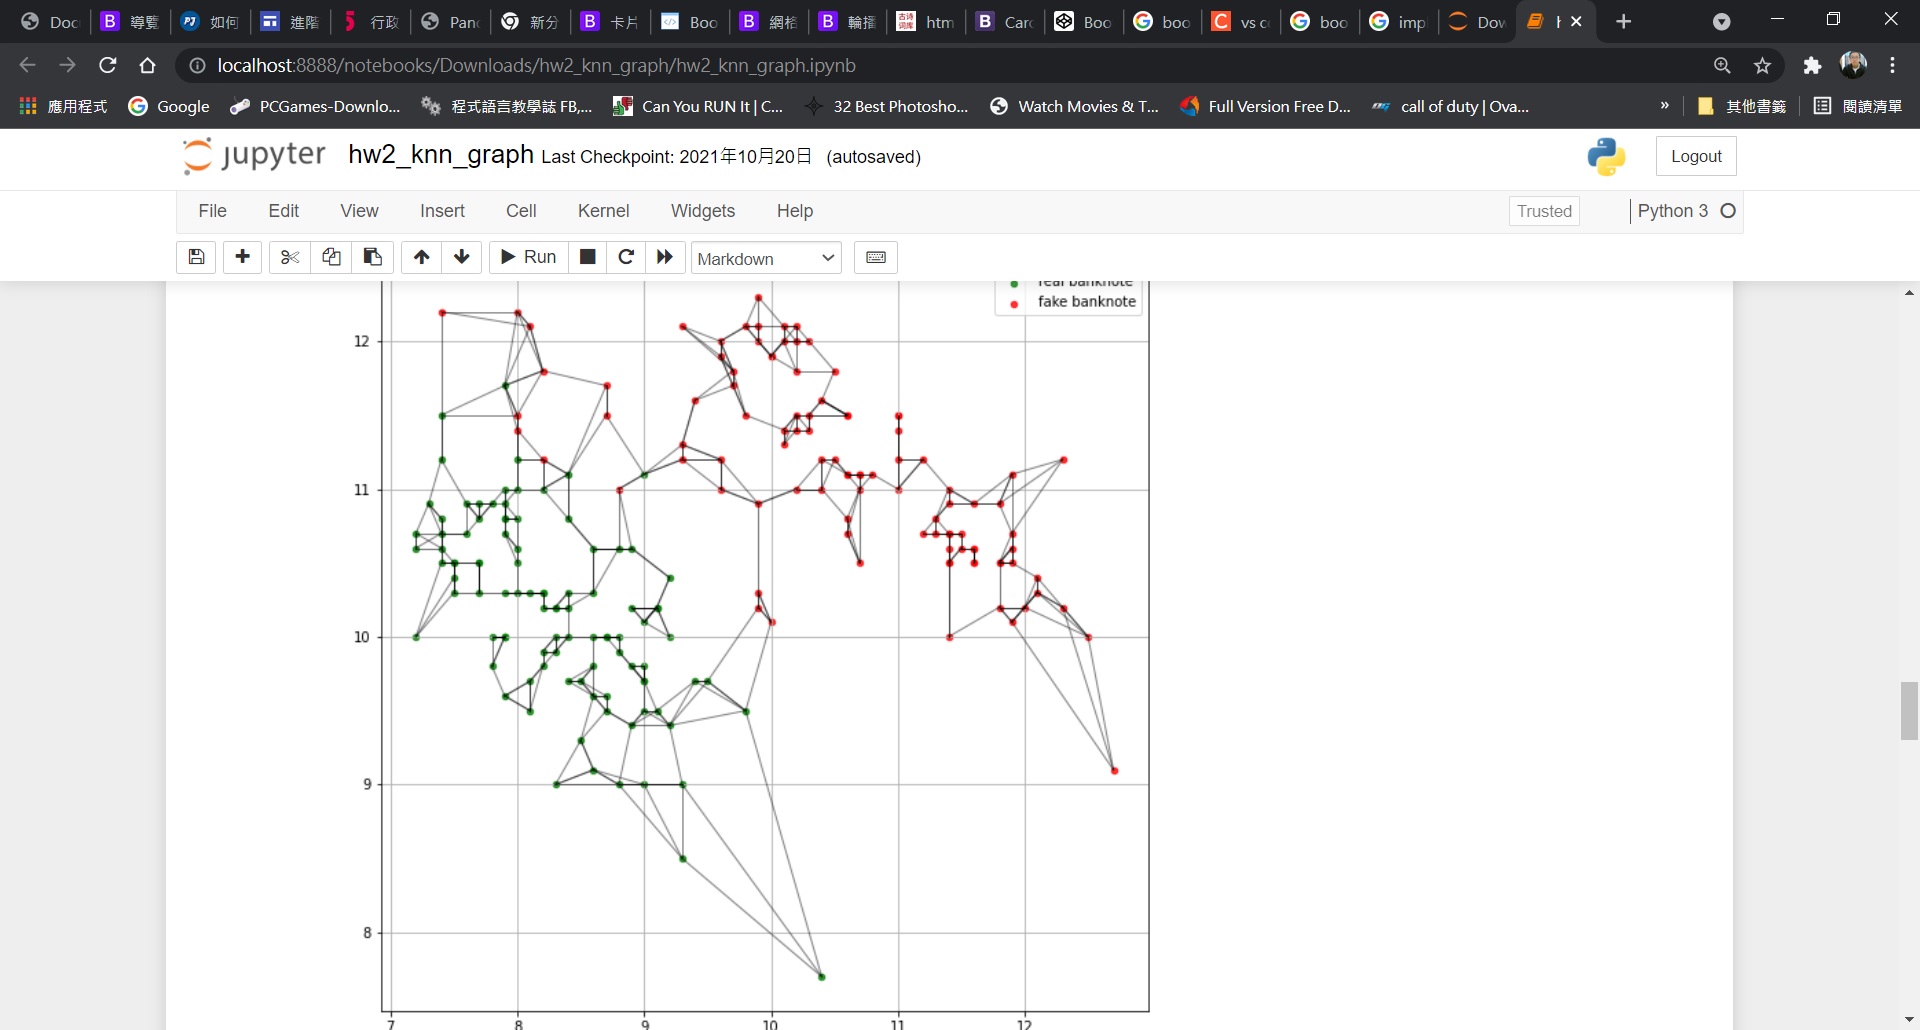 Doc
導覽
如何
進階
行政
Pan
新分
卡片
Boo
網格
輪播
htm
Card
Boo
boo
vs c
boo
imp
Dow
localhost:8888/notebooks/Downloads/hw2_knn_graph/hw2_knn_graph.ipynb
應用程式 Google PCGames-Downlo... 程式語言教學誌 FB,... Can You RUN It | C... 32 Best Photosho... Watch Movies & T... Full Version Free D... call of duty | Ova... » 其他書籤 閱讀清單
jupyter hw2_knn_graph Last Checkpoint: 2021年10月20日 (autosaved) Logout
File Edit View Insert Cell Kernel Widgets Help Trusted Python 3
Run Markdown
real banknote
fake banknote
12
11
10
9
8
7 8 9 10 11 12